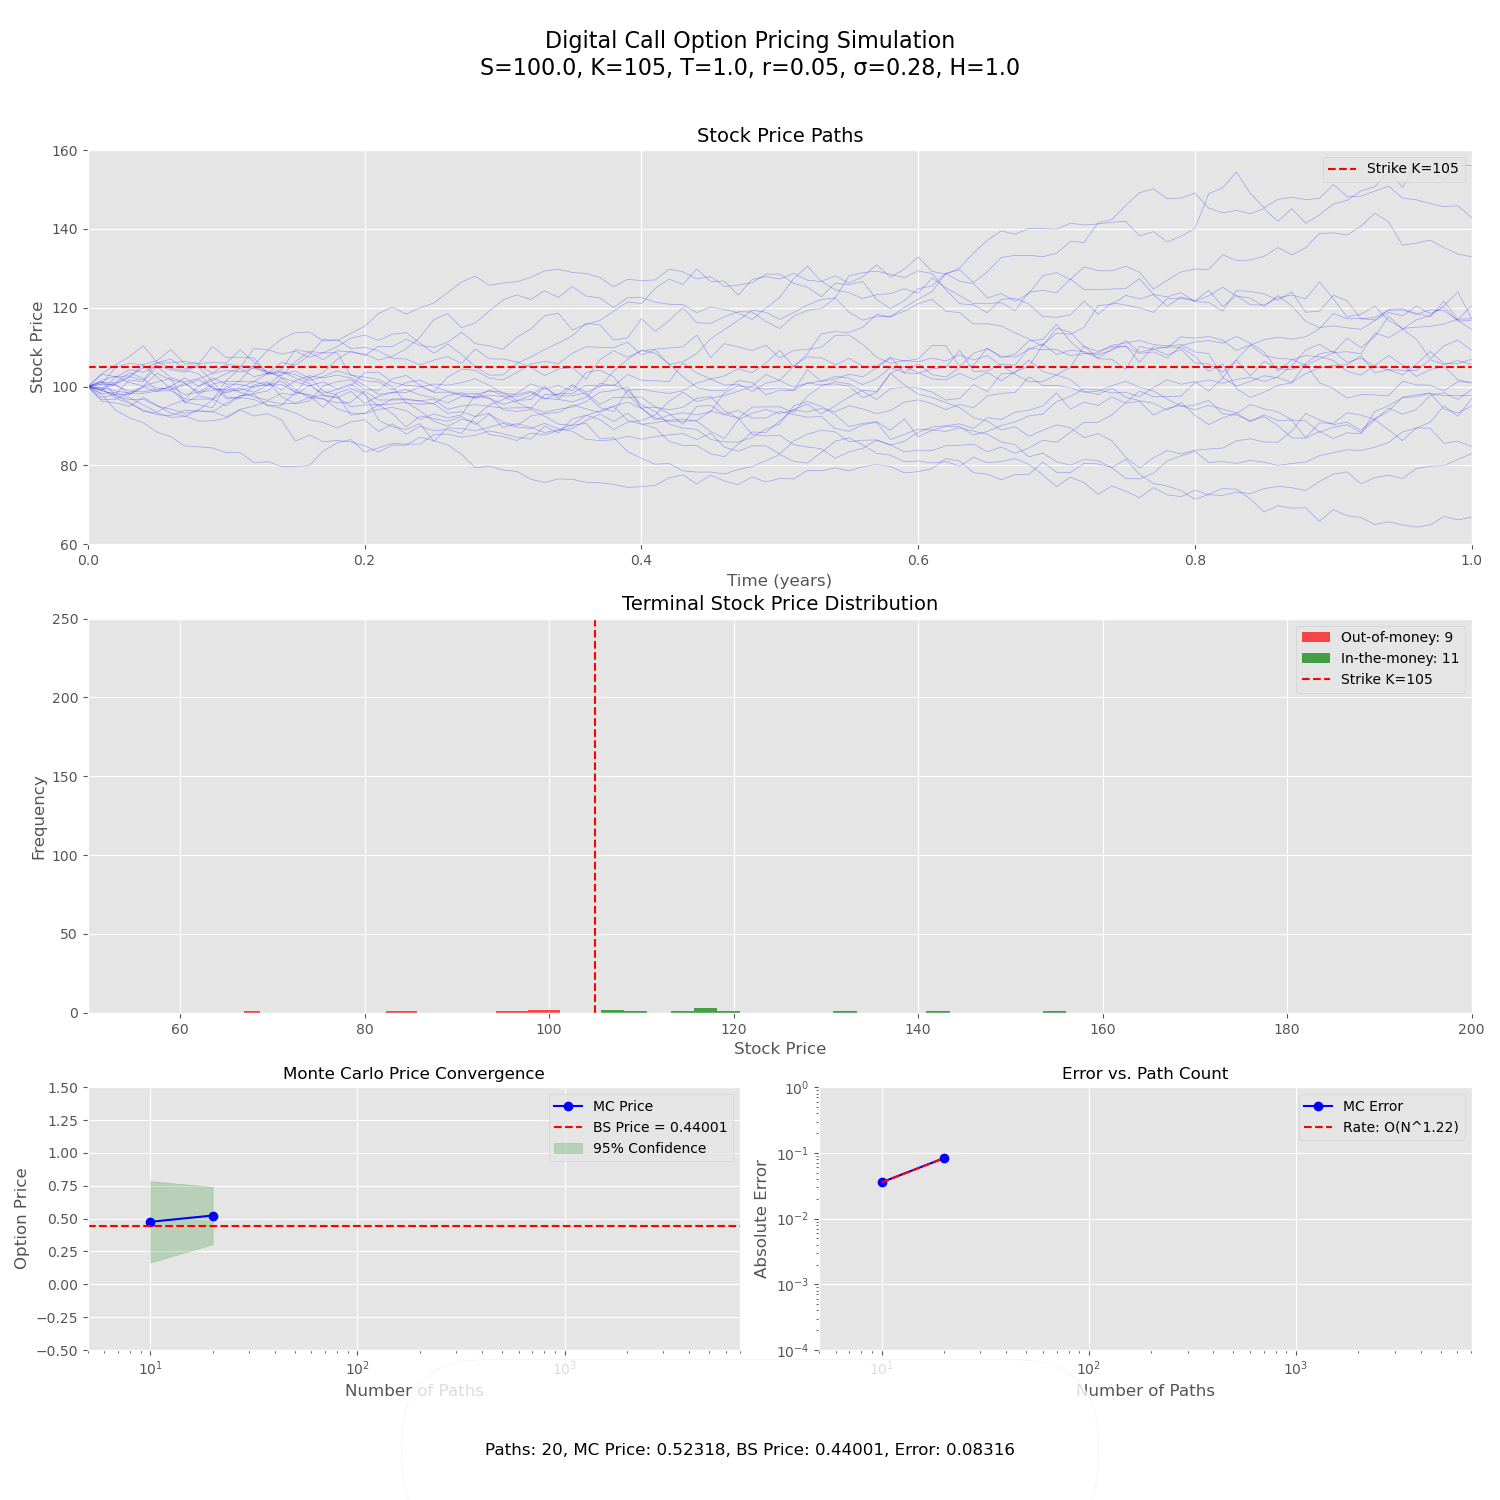 Digital Call Option Pricing Simulation
S=100.0, K=105, T=1.0, r=0.05, σ=0.28, H=1.0
Stock Price Paths
Strike K=105
Stock Price
160
140
120
100
80
60
0.0 0.2 0.4 0.6 0.8 1.0
Time (years)
Terminal Stock Price Distribution
Out-of-money: 9
In-the-money: 11
Strike K=105
Frequency
250
200
150
100
50
0
60 80 100 120 140 160 180 200
Stock Price
Monte Carlo Price Convergence
MC Price
BS Price = 0.44001
95% Confidence
Option Price
1.50
1.25
1.00
0.75
0.50
0.25
0.00
−0.25
−0.50
10¹ 10² 10³
Number of Paths
Error vs. Path Count
MC Error
Rate: O(N^1.22)
Absolute Error
10⁰
10⁻¹
10⁻²
10⁻³
10⁻⁴
10¹ 10² 10³
Number of Paths
Paths: 20, MC Price: 0.52318, BS Price: 0.44001, Error: 0.08316